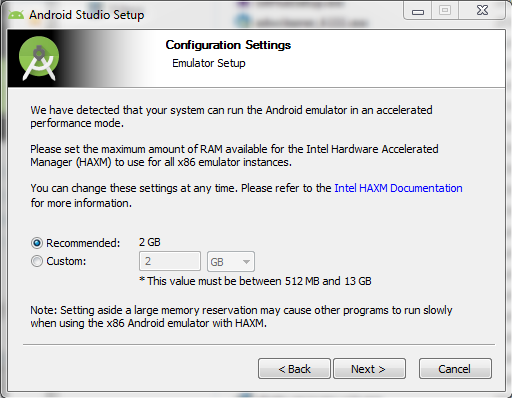 Android Studio Setup
Configuration Settings
Emulator Setup
We have detected that your system can run the Android emulator in an accelerated
performance mode.
Please set the maximum amount of RAM available for the Intel Hardware Accelerated
Manager (HAXM) to use for all x86 emulator instances.
You can change these settings at any time. Please refer to the Intel HAXM Documentation
for more information.
Recommended: 2 GB
Custom: 2 GB
* This value must be between 512 MB and 13 GB
Note: Setting aside a large memory reservation may cause other programs to run slowly
when using the x86 Android emulator with HAXM.
< Back Next > Cancel